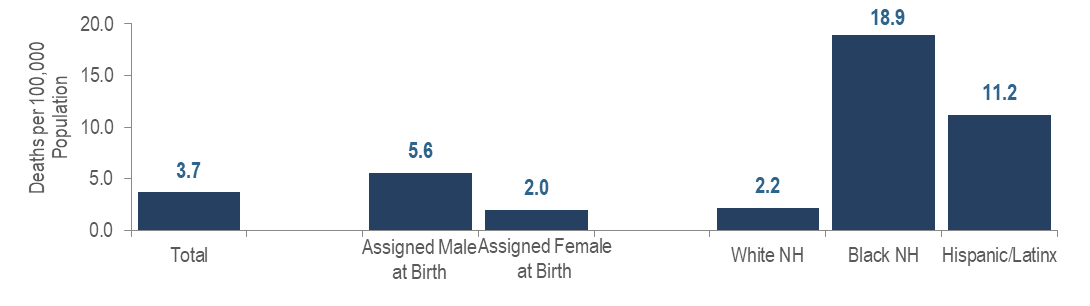 Deaths per 100,000
Population
20.0
15.0
10.0
5.0
0.0
3.7
5.6
2.0
2.2
18.9
11.2
Total
Assigned Male
at Birth
Assigned Female
at Birth
White NH
Black NH
Hispanic/Latinx